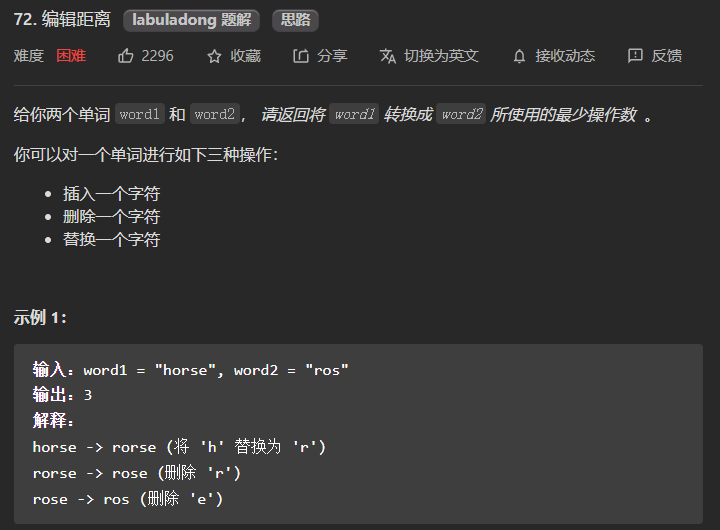 72. 编辑距离 labuladong 题解 思路
难度 困难 2296 收藏 分享 切换为英文 接收动态 反馈
给你两个单词 word1 和 word2， 请返回将 word1 转换成 word2 所使用的最少操作数 。
你可以对一个单词进行如下三种操作：
• 插入一个字符
• 删除一个字符
• 替换一个字符
示例 1：
输入：word1 = "horse", word2 = "ros"
输出：3
解释：
horse -> rorse (将 'h' 替换为 'r')
rorse -> rose (删除 'r')
rose -> ros (删除 'e')